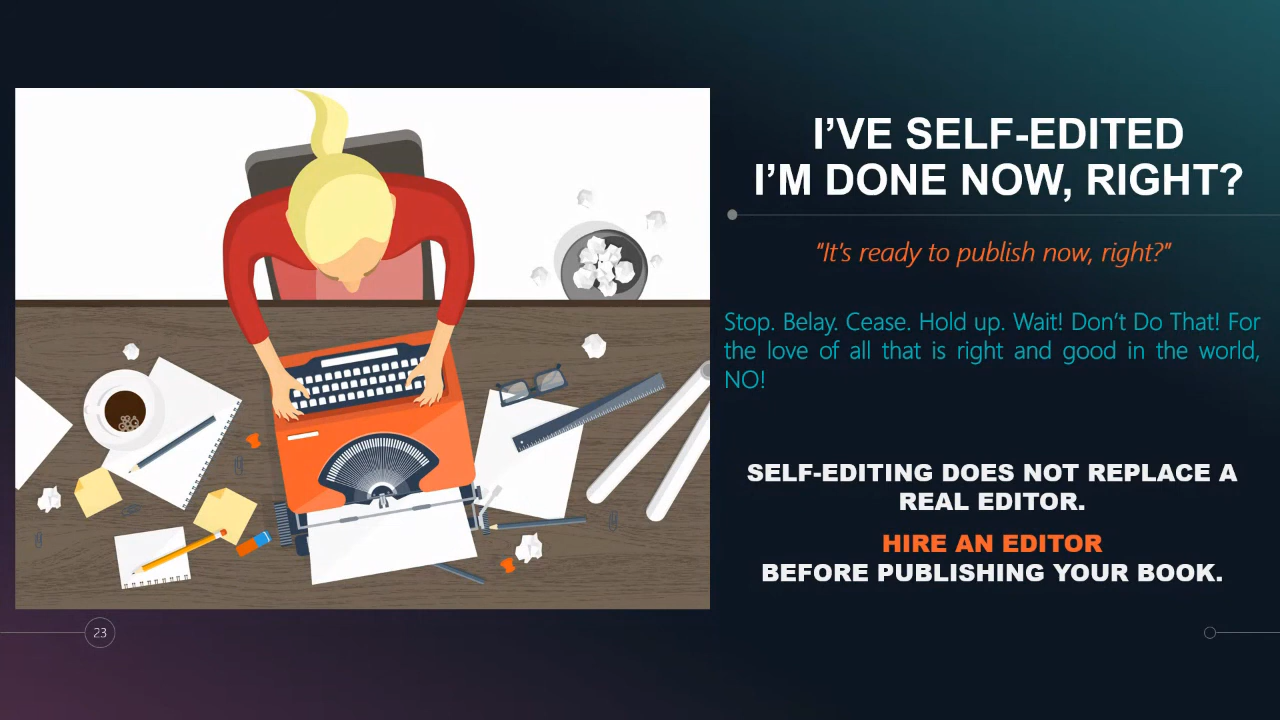 I’VE SELF-EDITED
I’M DONE NOW, RIGHT?
"It's ready to publish now, right?"
Stop. Belay. Cease. Hold up. Wait! Don’t Do That! For
the love of all that is right and good in the world,
NO!
SELF-EDITING DOES NOT REPLACE A
REAL EDITOR.
HIRE AN EDITOR
BEFORE PUBLISHING YOUR BOOK.
23